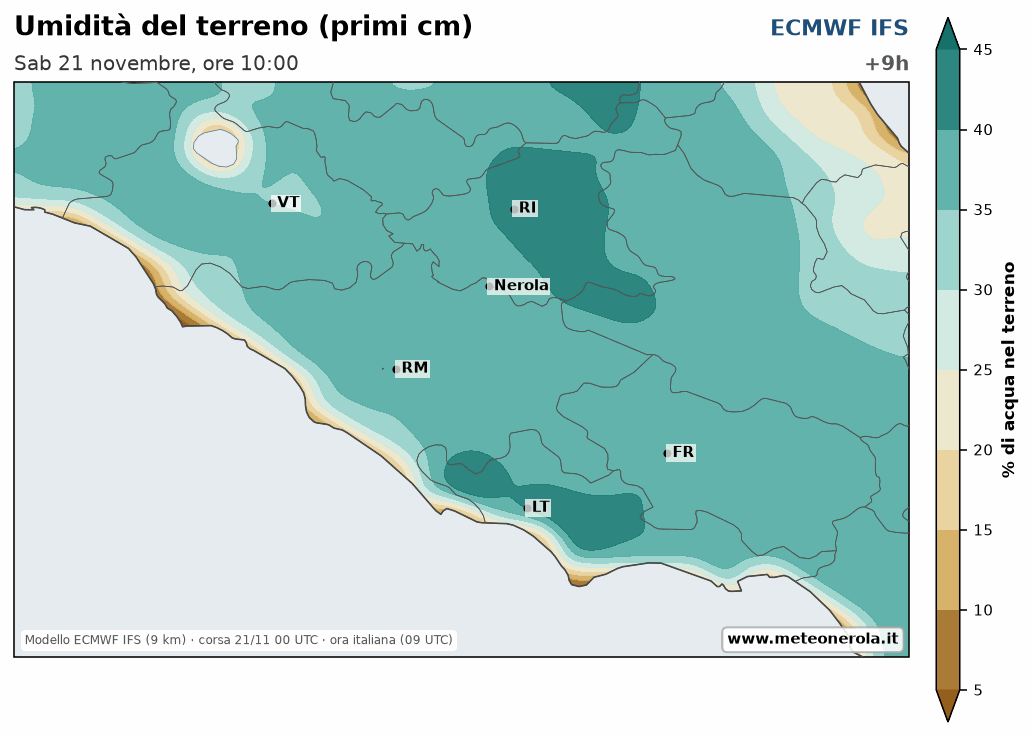 Umidità del terreno (primi cm)
ECMWF IFS
Sab 21 novembre, ore 10:00
+9h
45
40
35
30
25
20
15
10
5
% di acqua nel terreno
VT
RI
Nerola
RM
FR
LT
Modello ECMWF IFS (9 km) · corsa 21/11 00 UTC · ora italiana (09 UTC)
www.meteonerola.it